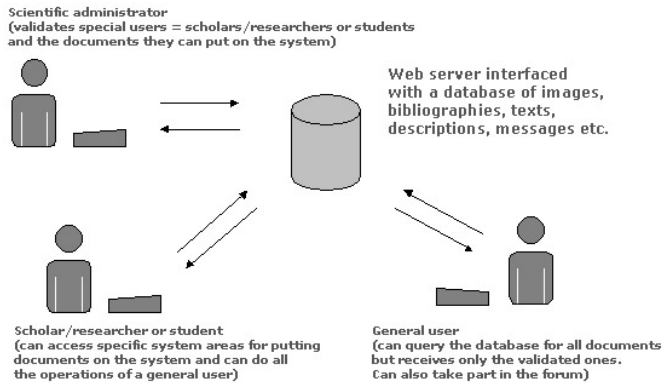 Scientific administrator
(validates special users = scholars/researchers or students
and the documents they can put on the system)
Web server interfaced
with a database of images,
bibliographies, texts,
descriptions, messages etc.
Scholar/researcher or student
(can access specific system areas for putting
documents on the system and can do all
the operations of a general user)
General user
(can query the database for all documents
but receives only the validated ones.
Can also take part in the forum)